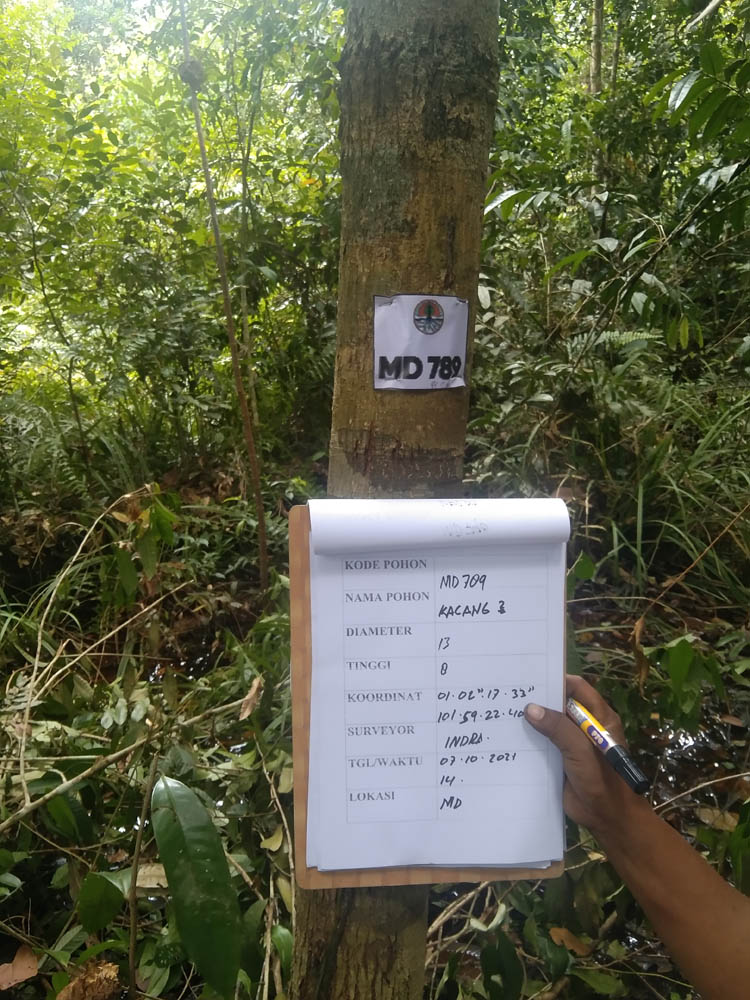 MD 789
KODE POHON MD 789
NAMA POHON KACANG 3
DIAMETER 13
TINGGI 8
KOORDINAT 01.02".17.33"
101.59.22.40
SURVEYOR INDRA.
TGL/WAKTU 07.10.2021
14.
LOKASI MD